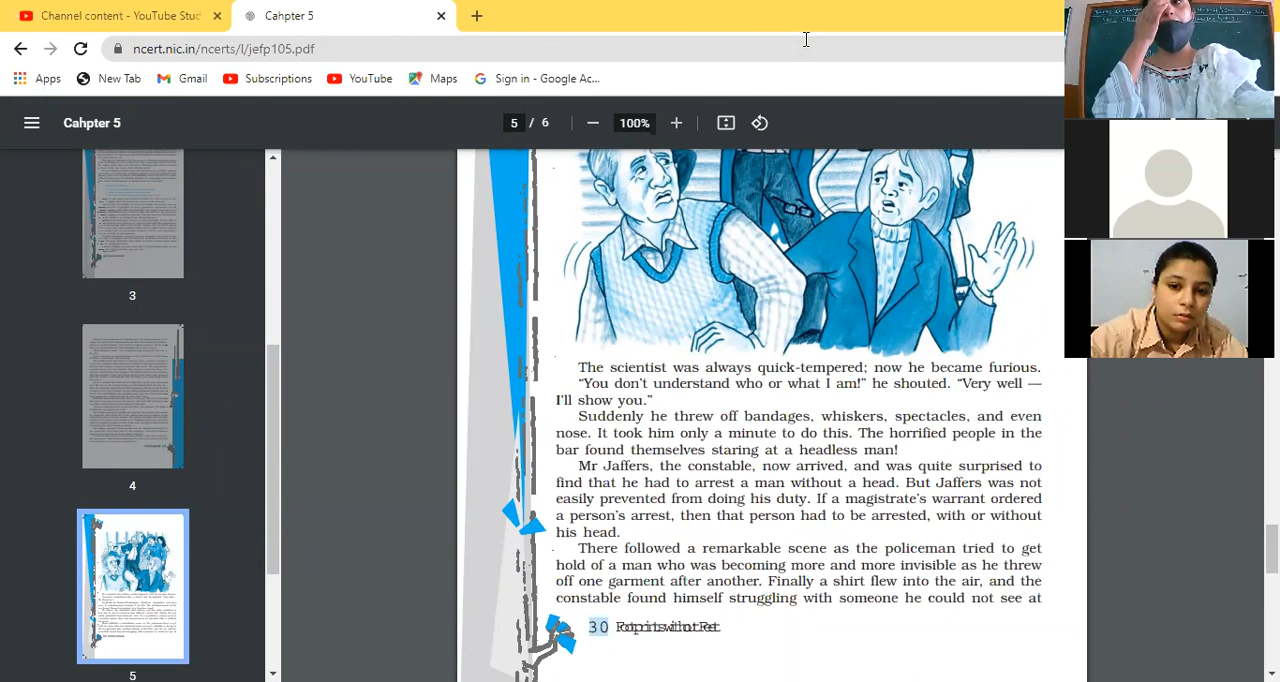 Channel content - YouTube Stud
Cahpter 5
ncert.nic.in/ncerts/l/jefp105.pdf
Apps
New Tab
Gmail
Subscriptions
YouTube
Maps
Sign in - Google Ac...
Cahpter 5
5 / 6
100%
3
4
5
The scientist was always quick-tempered; now he became furious.
"You don't understand who or what I am!" he shouted. "Very well —
I'll show you."
Suddenly he threw off bandages, whiskers, spectacles, and even
nose. It took him only a minute to do this. The horrified people in the
bar found themselves staring at a headless man!
Mr Jaffers, the constable, now arrived, and was quite surprised to
find that he had to arrest a man without a head. But Jaffers was not
easily prevented from doing his duty. If a magistrate's warrant ordered
a person's arrest, then that person had to be arrested, with or without
his head.
There followed a remarkable scene as the policeman tried to get
hold of a man who was becoming more and more invisible as he threw
off one garment after another. Finally a shirt flew into the air, and the
constable found himself struggling with someone he could not see at